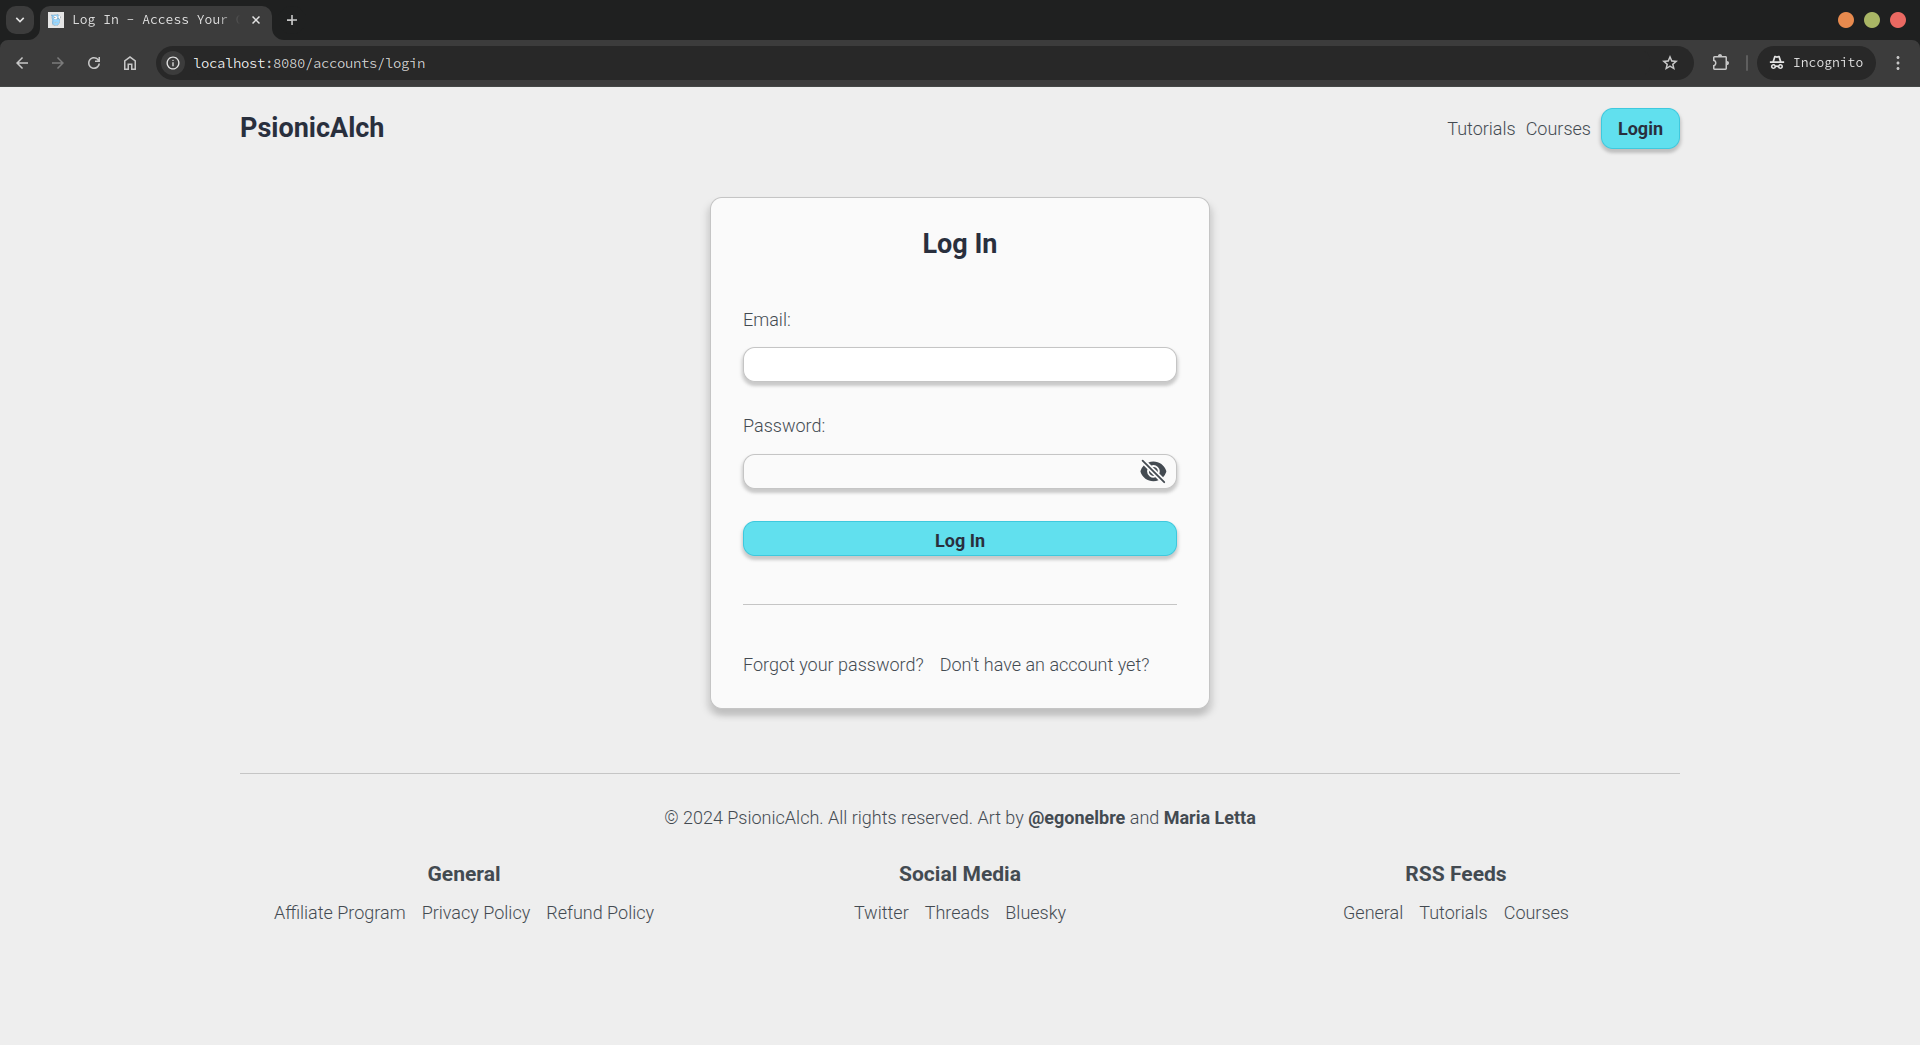 Log In - Access Your
localhost:8080/accounts/login
Incognito
PsionicAlch
Tutorials Courses Login
Log In
Email:
Password:
Log In
Forgot your password? Don't have an account yet?
© 2024 PsionicAlch. All rights reserved. Art by @egonelbre and Maria Letta
General
Affiliate Program Privacy Policy Refund Policy
Social Media
Twitter Threads Bluesky
RSS Feeds
General Tutorials Courses